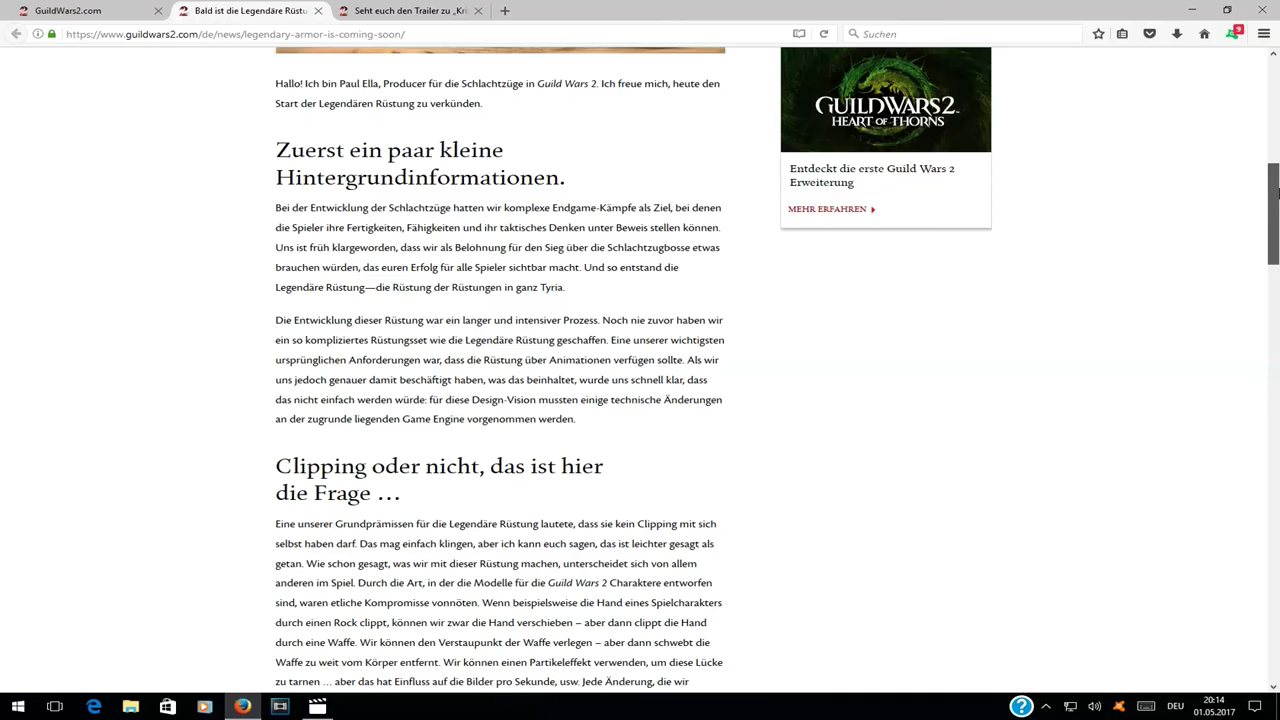 GuildWars2.com
Bald ist die Legendäre Rüstu
Seht euch den Trailer zu „Kri
https://www.guildwars2.com/de/news/legendary-armor-is-coming-soon/
Suchen
9
Hallo! Ich bin Paul Ella, Producer für die Schlachtzüge in Guild Wars 2. Ich freue mich, heute den
Start der Legendären Rüstung zu verkünden.
Zuerst ein paar kleine
Hintergrundinformationen.
Bei der Entwicklung der Schlachtzüge hatten wir komplexe Endgame-Kämpfe als Ziel, bei denen
die Spieler ihre Fertigkeiten, Fähigkeiten und ihr taktisches Denken unter Beweis stellen können.
Uns ist früh klargeworden, dass wir als Belohnung für den Sieg über die Schlachtzugbosse etwas
brauchen würden, das euren Erfolg für alle Spieler sichtbar macht. Und so entstand die
Legendäre Rüstung—die Rüstung der Rüstungen in ganz Tyria.
Die Entwicklung dieser Rüstung war ein langer und intensiver Prozess. Noch nie zuvor haben wir
ein so kompliziertes Rüstungsset wie die Legendäre Rüstung geschaffen. Eine unserer wichtigsten
ursprünglichen Anforderungen war, dass die Rüstung über Animationen verfügen sollte. Als wir
uns jedoch genauer damit beschäftigt haben, was das beinhaltet, wurde uns schnell klar, dass
das nicht einfach werden würde: für diese Design-Vision mussten einige technische Änderungen
an der zugrunde liegenden Game Engine vorgenommen werden.
Clipping oder nicht, das ist hier
die Frage …
Eine unserer Grundprämissen für die Legendäre Rüstung lautete, dass sie kein Clipping mit sich
selbst haben darf. Das mag einfach klingen, aber ich kann euch sagen, das ist leichter gesagt als
getan. Wie schon gesagt, was wir mit dieser Rüstung machen, unterscheidet sich von allem
anderen im Spiel. Durch die Art, in der die Modelle für die Guild Wars 2 Charaktere entworfen
sind, waren etliche Kompromisse vonnöten. Wenn beispielsweise die Hand eines Spielcharakters
durch einen Rock clippt, können wir zwar die Hand verschieben – aber dann clippt die Hand
durch eine Waffe. Wir können den Verstaupunkt der Waffe verlegen – aber dann schwebt die
Waffe zu weit vom Körper entfernt. Wir können einen Partikeleffekt verwenden, um diese Lücke
zu tarnen … aber das hat Einfluss auf die Bilder pro Sekunde, usw. Jede Änderung, die wir
GUILD WARS 2
HEART OF THORNS
Entdeckt die erste Guild Wars 2
Erweiterung
MEHR ERFAHREN
DEU
20:14
01.05.2017